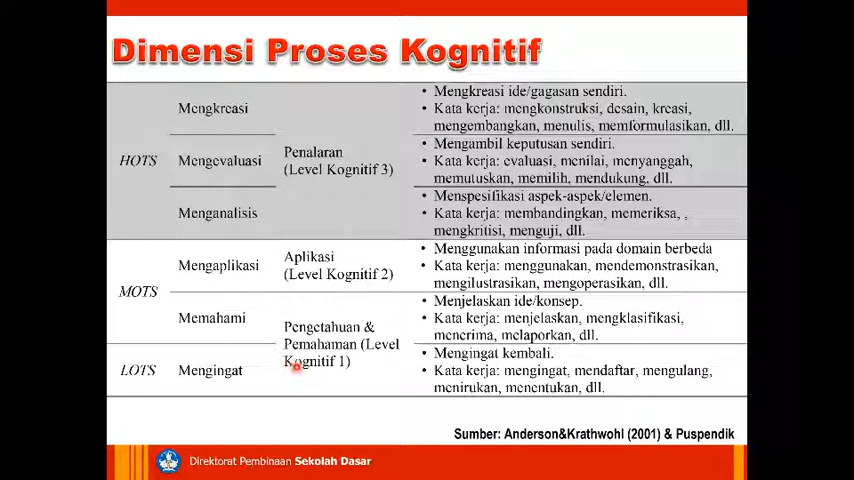 Dimensi Proses Kognitif
HOTS
Mengkreasi
Penalaran
(Level Kognitif 3)
• Mengkreasi ide/gagasan sendiri.
• Kata kerja: mengkonstruksi, desain, kreasi,
mengembangkan, menulis, memformulasikan, dll.
Mengevaluasi
• Mengambil keputusan sendiri.
• Kata kerja: evaluasi, menilai, menyanggah,
memutuskan, memilih, mendukung, dll.
Menganalisis
• Menspesifikasi aspek-aspek/elemen.
• Kata kerja: membandingkan, memeriksa, ,
mengkritisi, menguji, dll.
MOTS
Mengaplikasi
Aplikasi
(Level Kognitif 2)
• Menggunakan informasi pada domain berbeda
• Kata kerja: menggunakan, mendemonstrasikan,
mengilustrasikan, mengoperasikan, dll.
Memahami
Pengetahuan &
Pemahaman (Level
Kognitif 1)
• Menjelaskan ide/konsep.
• Kata kerja: menjelaskan, mengklasifikasi,
menerima, melaporkan, dll.
LOTS
Mengingat
• Mengingat kembali.
• Kata kerja: mengingat, mendaftar, mengulang,
menirukan, menentukan, dll.
Sumber: Anderson&Krathwohl (2001) & Puspendik
Direktorat Pembinaan Sekolah Dasar